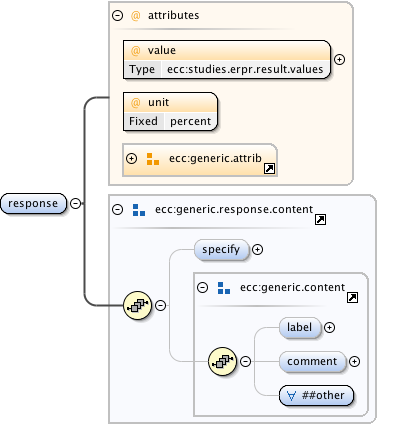 attributes
@ value
Type ecc:studies.erpr.result.values
@ unit
Fixed percent
ecc:generic.attrib
response
ecc:generic.response.content
specify
ecc:generic.content
label
comment
∀ ##other